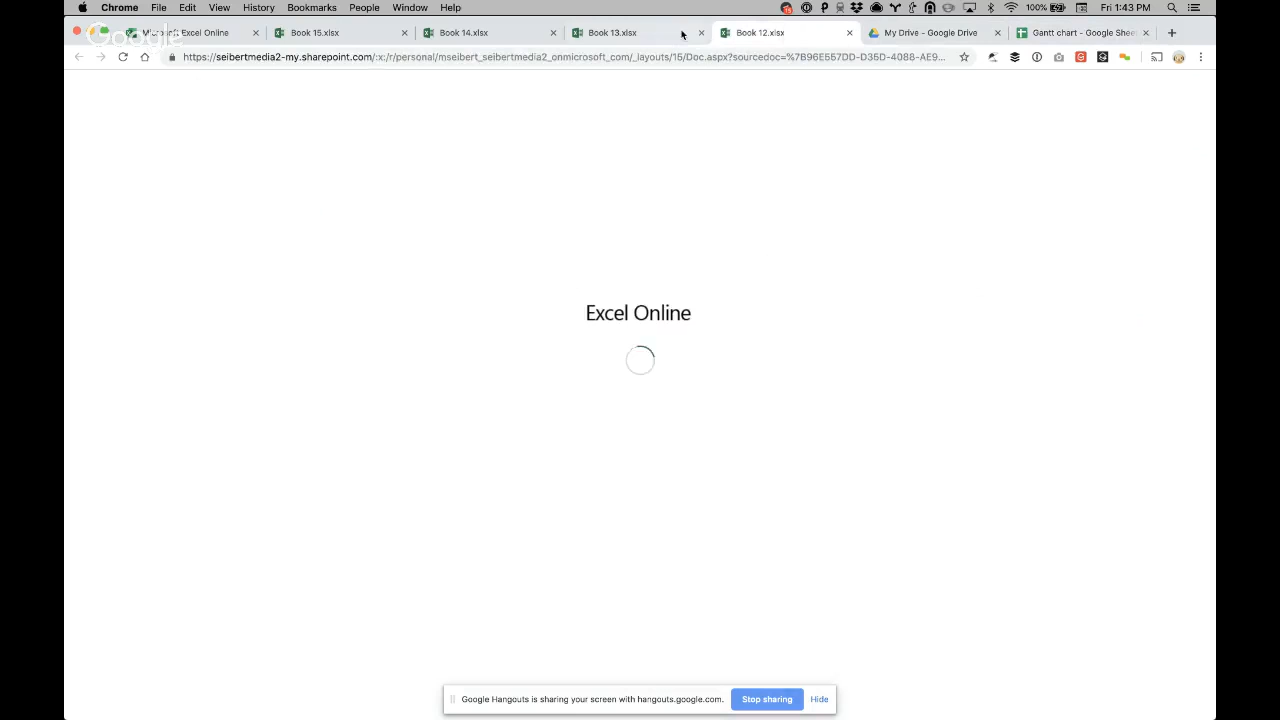 Chrome File Edit View History Bookmarks People Window Help 100% Fri 1:43 PM
Google
Microsoft Excel Online Book 15.xlsx Book 14.xlsx Book 13.xlsx Book 12.xlsx My Drive - Google Drive Gantt chart - Google Shee
https://seibertmedia2-my.sharepoint.com/:x:/r/personal/mseibert_seibertmedia2_onmicrosoft_com/_layouts/15/Doc.aspx?sourcedoc=%7B96E557DD-D35D-4088-AE9...
Excel Online
Google Hangouts is sharing your screen with hangouts.google.com. Stop sharing Hide